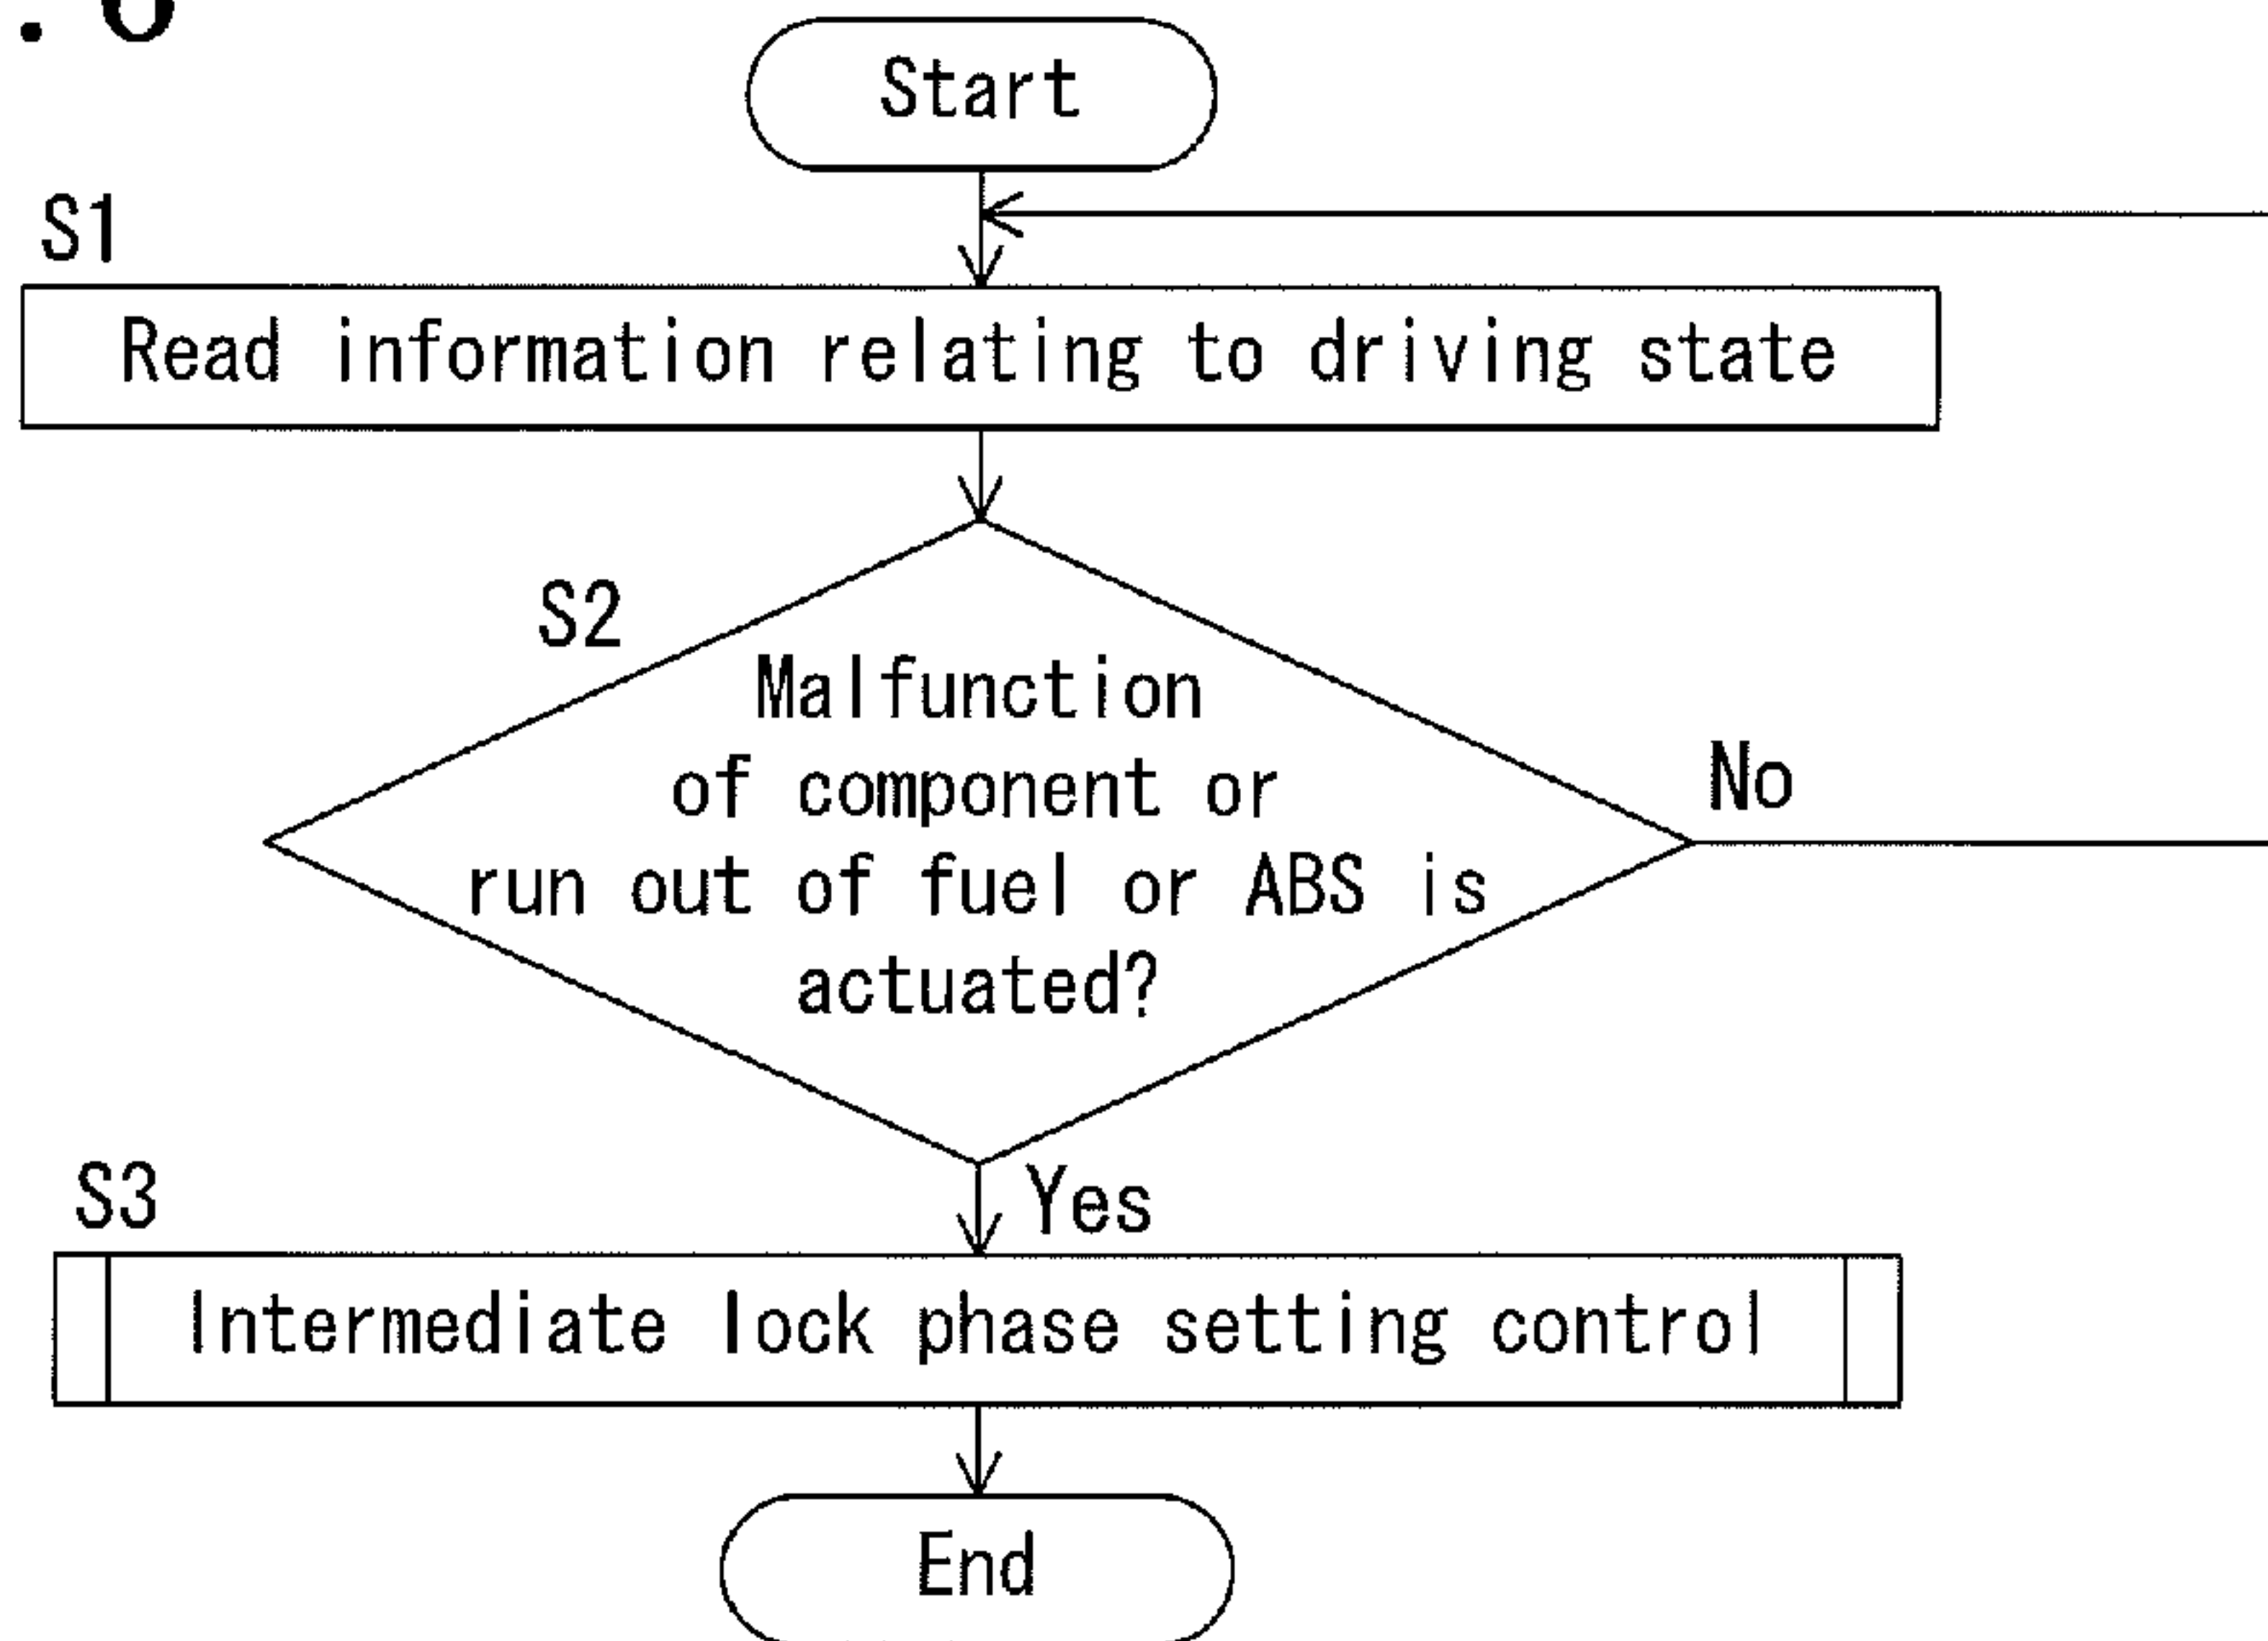 Start
S1
Read information relating to driving state
S2
Malfunction
of component or
run out of fuel or ABS is
actuated?
No
Yes
S3
Intermediate lock phase setting control
End